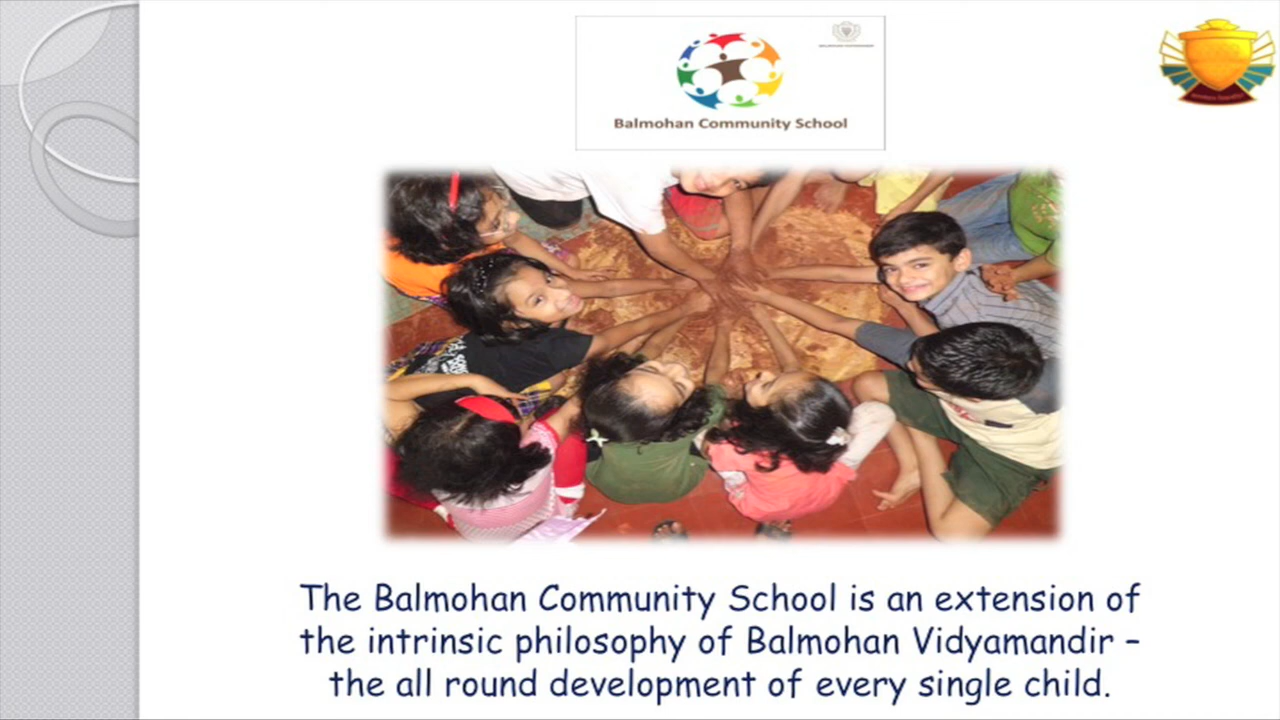 Balmohan Community School
The Balmohan Community School is an extension of
the intrinsic philosophy of Balmohan Vidyamandir –
the all round development of every single child.